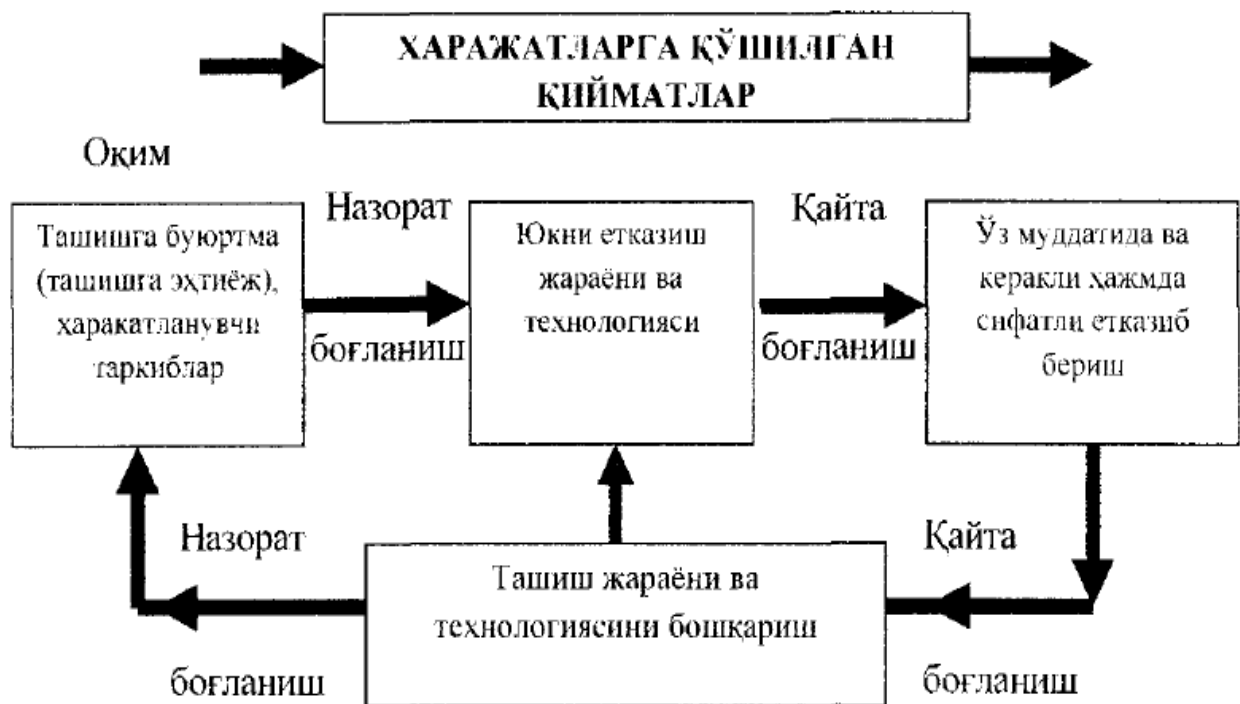 ХАРАЖАТЛАРГА ҚЎШИЛГАН
ҚИЙМАТЛАР
Оқим
Ташишга буюртма
(ташишга эҳтиёж),
ҳаракатланувчи
таркиблар
Назорат
боғланиш
Юкни етказиш
жараёни ва
технологияси
Қайта
боғланиш
Ўз муддатида ва
керакли ҳажмда
сифатли етказиб
бериш
Назорат
боғланиш
Ташиш жараёни ва
технологиясини бошқариш
Қайта
боғланиш